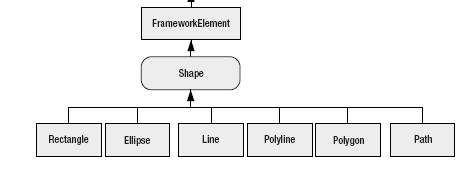 FrameworkElement
Shape
Rectangle
Ellipse
Line
Polyline
Polygon
Path